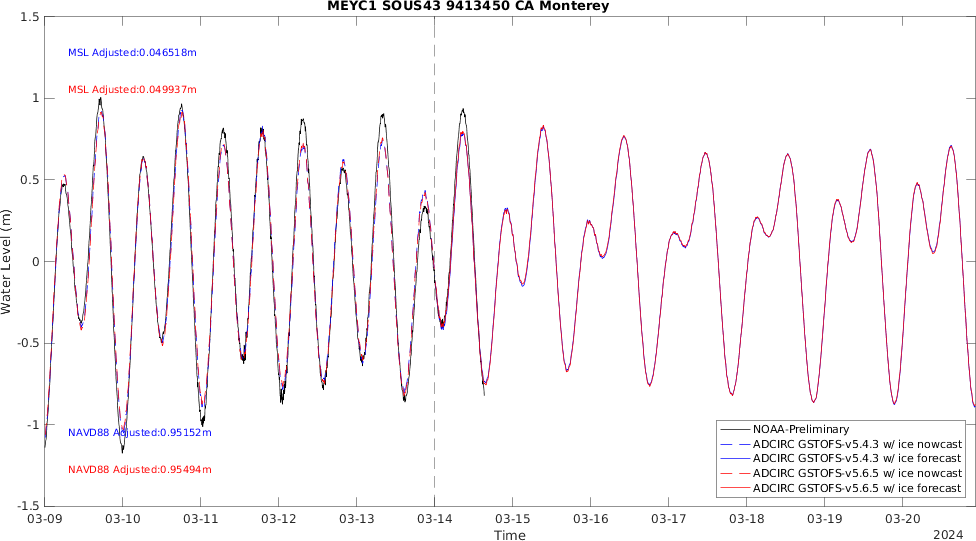 MEYC1 SOUS43 9413450 CA Monterey
1.5
1
0.5
0
-0.5
-1
-1.5
Water Level (m)
MSL Adjusted:0.046518m
MSL Adjusted:0.049937m
NAVD88 Adjusted:0.95152m
NAVD88 Adjusted:0.95494m
NOAA-Preliminary
ADCIRC GSTOFS-v5.4.3 w/ ice nowcast
ADCIRC GSTOFS-v5.4.3 w/ ice forecast
ADCIRC GSTOFS-v5.6.5 w/ ice nowcast
ADCIRC GSTOFS-v5.6.5 w/ ice forecast
03-09 03-10 03-11 03-12 03-13 03-14 03-15 03-16 03-17 03-18 03-19 03-20
Time
2024